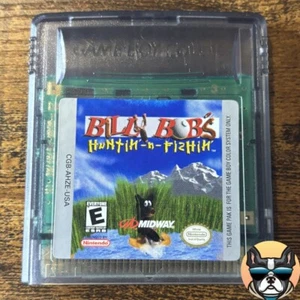 GAME BOY COLOR
BILLY BOB'S
HUNTIN'-n-FISHIN'
CGB-AHZE-USA
EVERYONE
E
MIDWAY
Nintendo
THIS GAME PAK IS FOR THE GAME BOY COLOR SYSTEM ONLY.